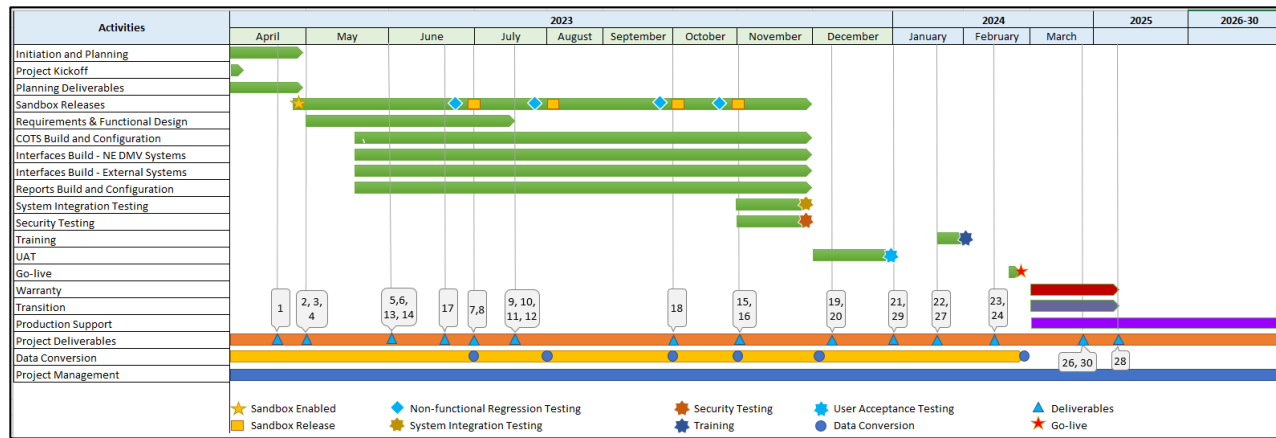 Activities
2023
2024
2025
2026-30
April
May
June
July
August
September
October
November
December
January
February
March
Initiation and Planning
Project Kickoff
Planning Deliverables
Sandbox Releases
Requirements & Functional Design
COTS Build and Configuration
Interfaces Build - NE DMV Systems
Interfaces Build - External Systems
Reports Build and Configuration
System Integration Testing
Security Testing
Training
UAT
Go-live
Warranty
Transition
Production Support
Project Deliverables
Data Conversion
Project Management
1
2, 3,
4
5,6,
13, 14
17
7,8
9, 10,
11, 12
18
15,
16
19,
20
21,
29
22,
27
23,
24
26, 30
28
Sandbox Enabled
Non-functional Regression Testing
Security Testing
User Acceptance Testing
Deliverables
Sandbox Release
System Integration Testing
Training
Data Conversion
Go-live